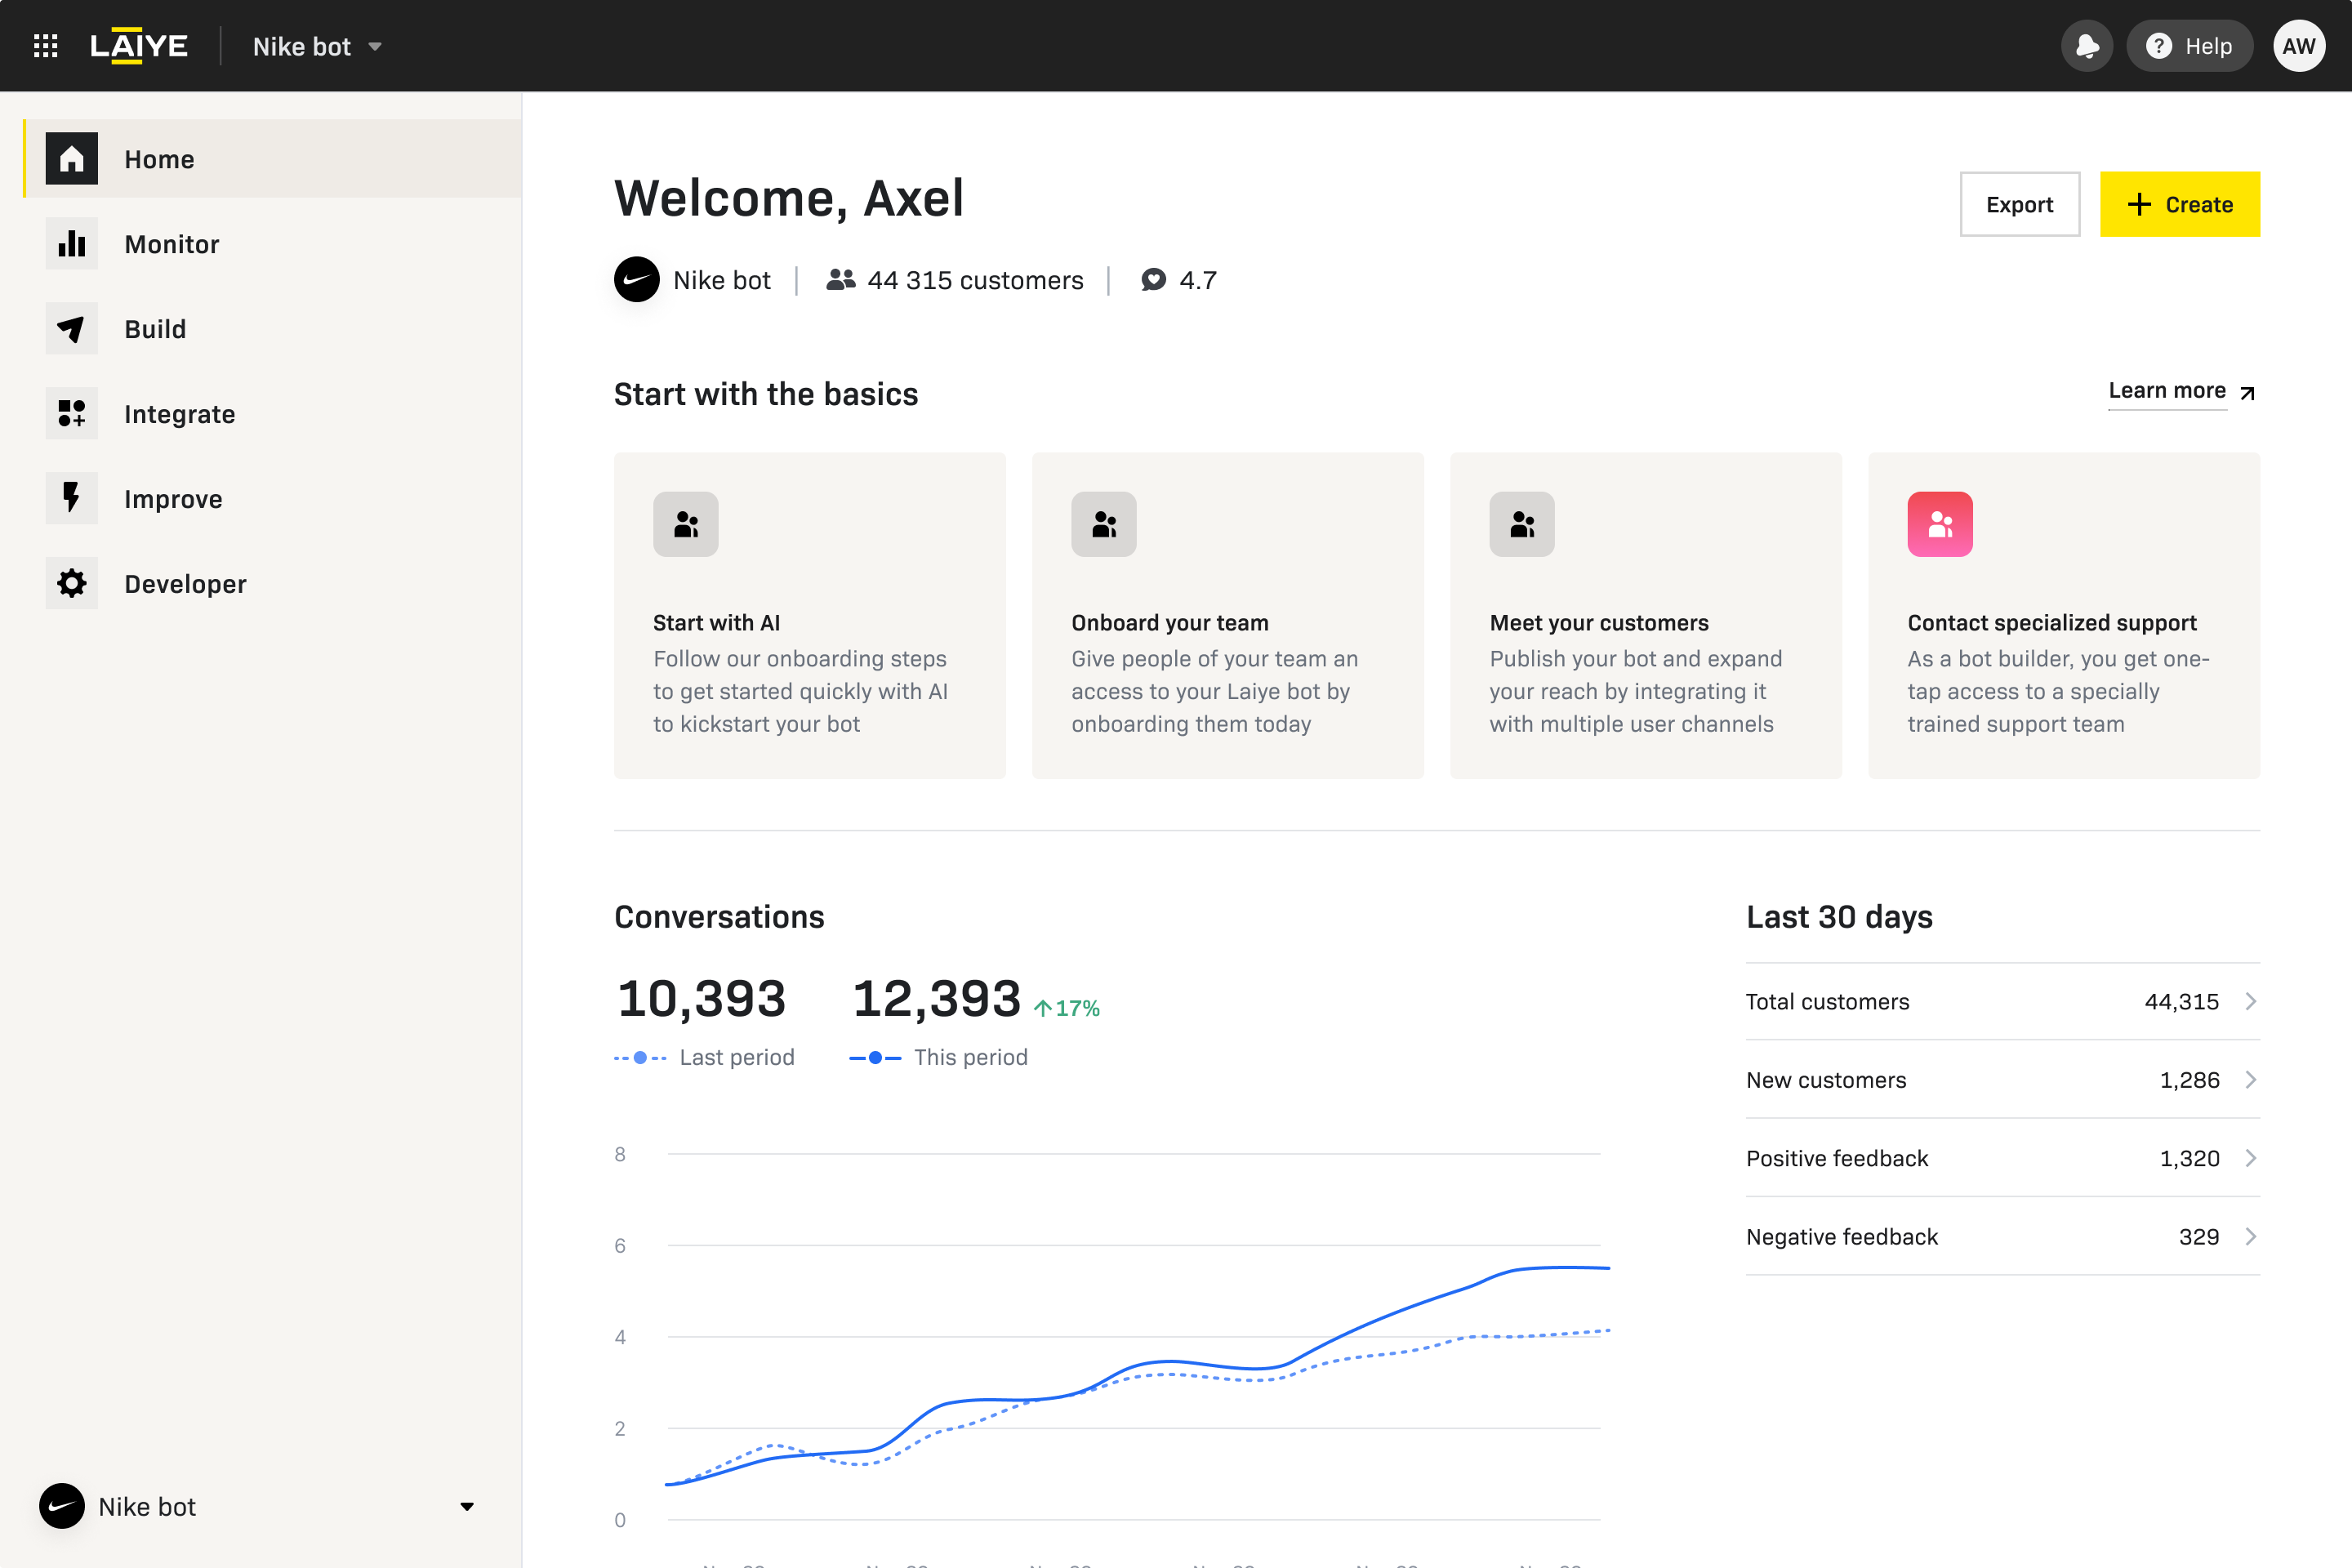 LAIYE
Nike bot
? Help
AW
Home
Monitor
Build
Integrate
Improve
Developer
Nike bot
Welcome, Axel
Export
+ Create
Nike bot
44 315 customers
4.7
Start with the basics
Learn more
Start with AI
Follow our onboarding steps
to get started quickly with AI
to kickstart your bot
Onboard your team
Give people of your team an
access to your Laiye bot by
onboarding them today
Meet your customers
Publish your bot and expand
your reach by integrating it
with multiple user channels
Contact specialized support
As a bot builder, you get one-
tap access to a specially
trained support team
Conversations
10,393
Last period
12,393 17%
This period
8
6
4
2
0
Last 30 days
Total customers 44,315
New customers 1,286
Positive feedback 1,320
Negative feedback 329